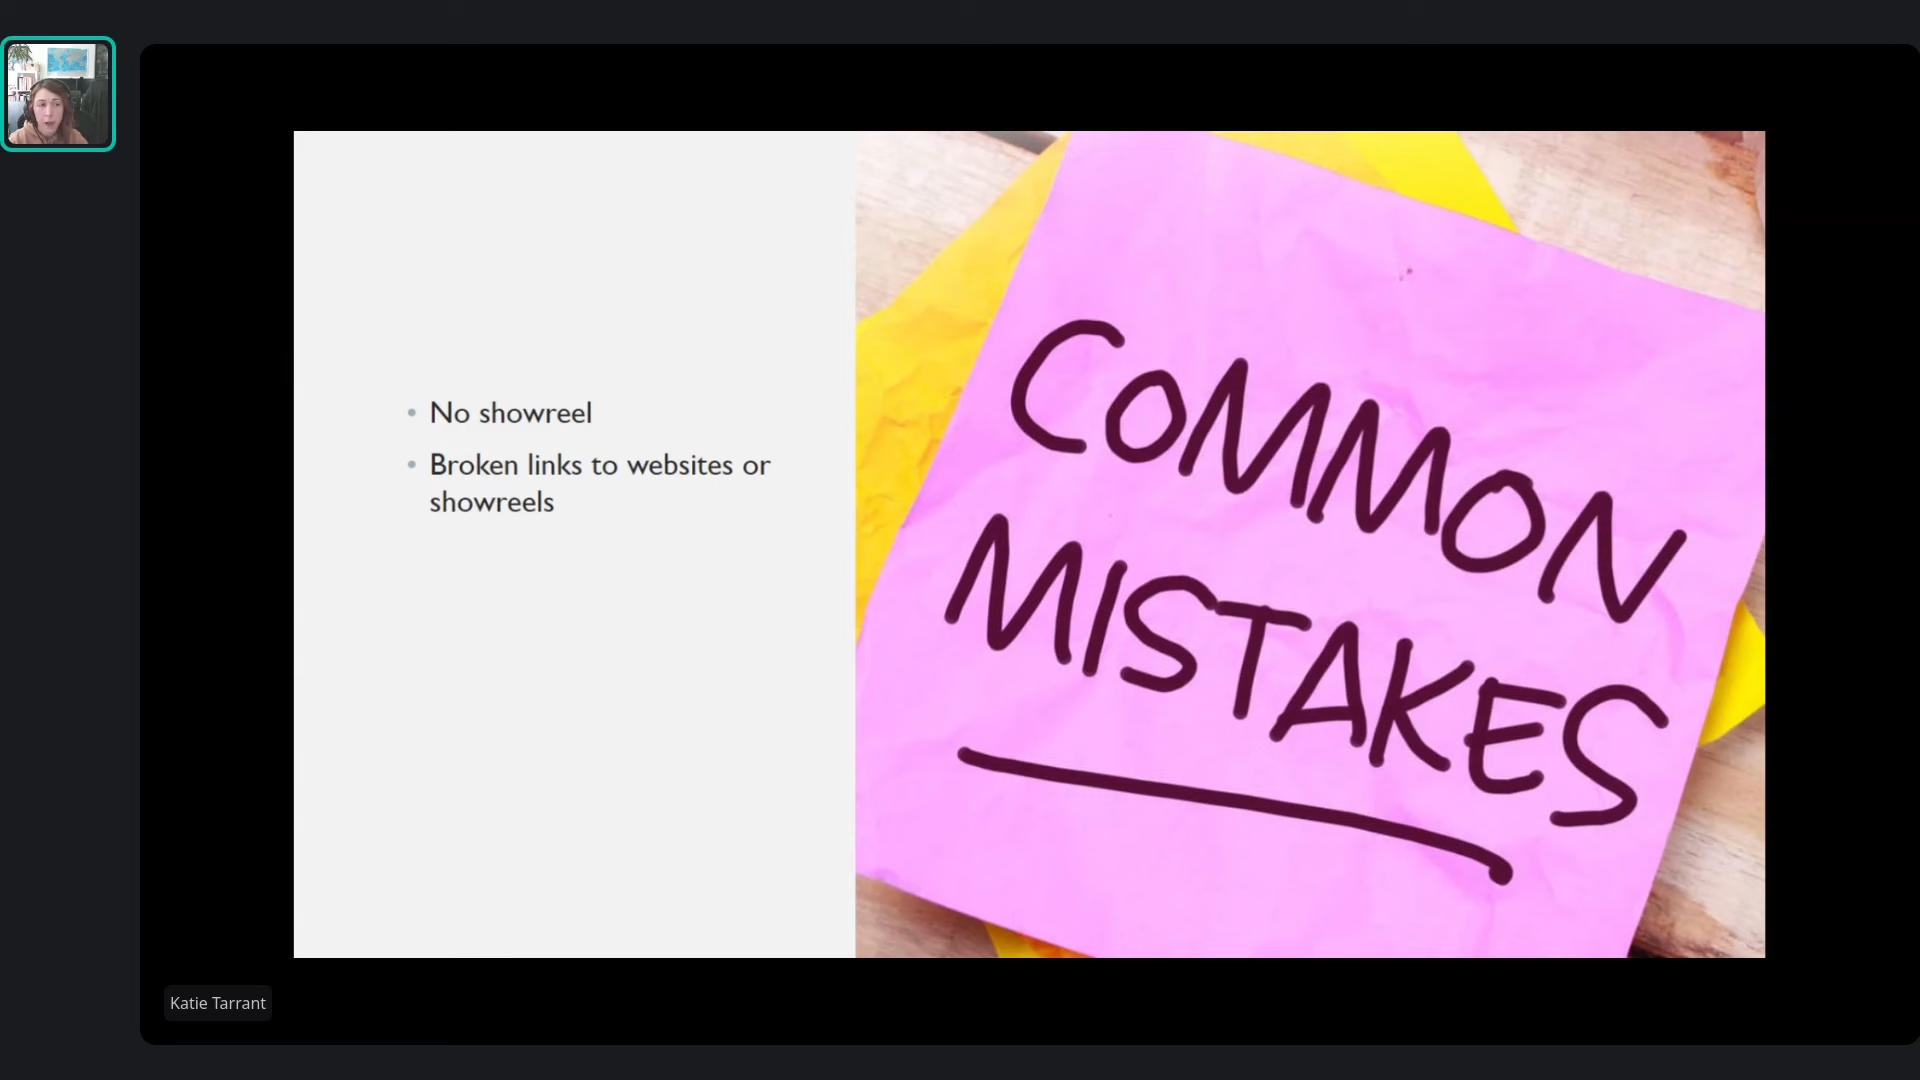 No showreel
Broken links to websites or
showreels
COMMON
MISTAKES
Katie Tarrant